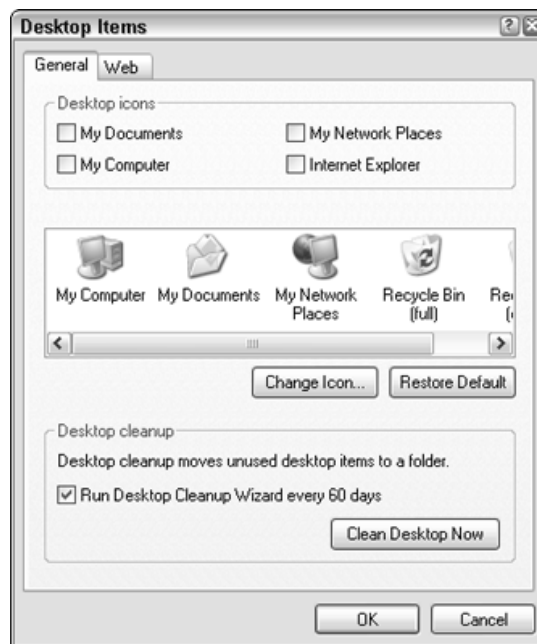 Desktop Items
General Web
Desktop icons
My Documents My Network Places
My Computer Internet Explorer
My Computer My Documents My Network Places Recycle Bin (full)
Change Icon... Restore Default
Desktop cleanup
Desktop cleanup moves unused desktop items to a folder.
Run Desktop Cleanup Wizard every 60 days
Clean Desktop Now
OK Cancel